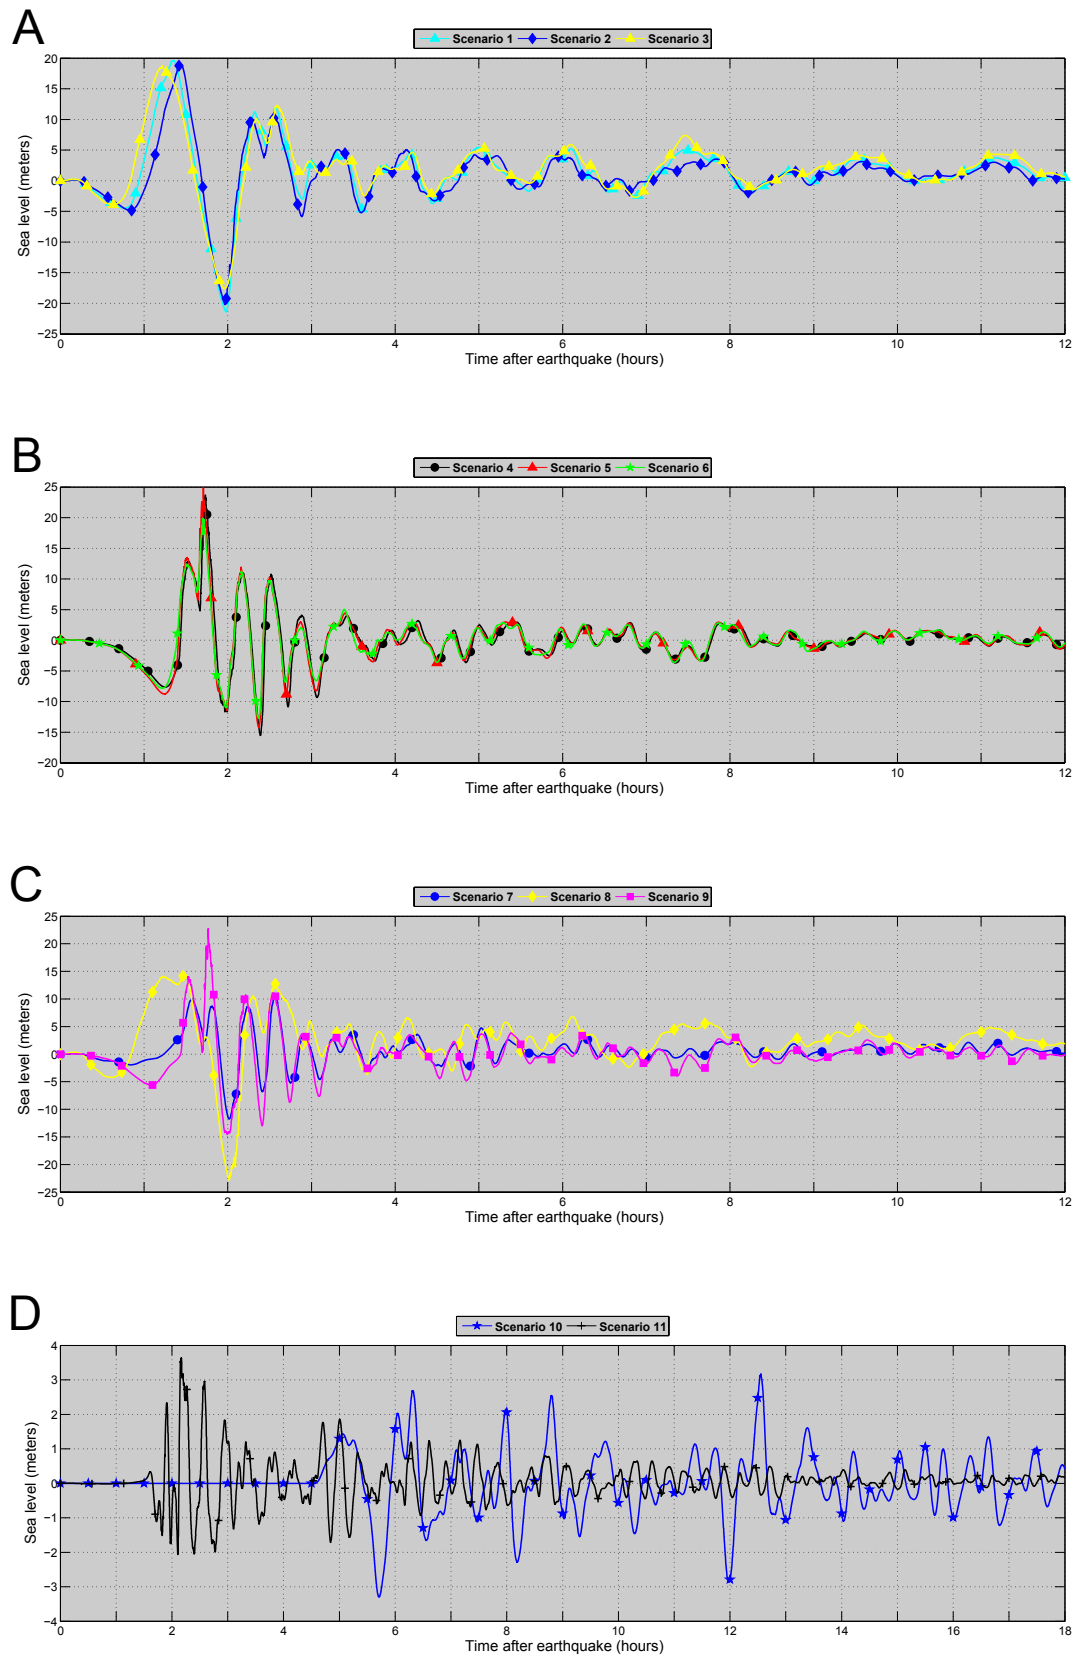 A
Scenario 1 Scenario 2 Scenario 3
20
15
10
5
0
−5
−10
−15
−20
−25
Sea level (meters)
0 2 4 6 8 10 12
Time after earthquake (hours)
B
Scenario 4 Scenario 5 Scenario 6
25
20
15
10
5
0
−5
−10
−15
−20
Sea level (meters)
0 2 4 6 8 10 12
Time after earthquake (hours)
C
Scenario 7 Scenario 8 Scenario 9
25
20
15
10
5
0
−5
−10
−15
−20
−25
Sea level (meters)
0 2 4 6 8 10 12
Time after earthquake (hours)
D
Scenario 10 Scenario 11
4
3
2
1
0
−1
−2
−3
−4
Sea level (meters)
0 2 4 6 8 10 12 14 16 18
Time after earthquake (hours)